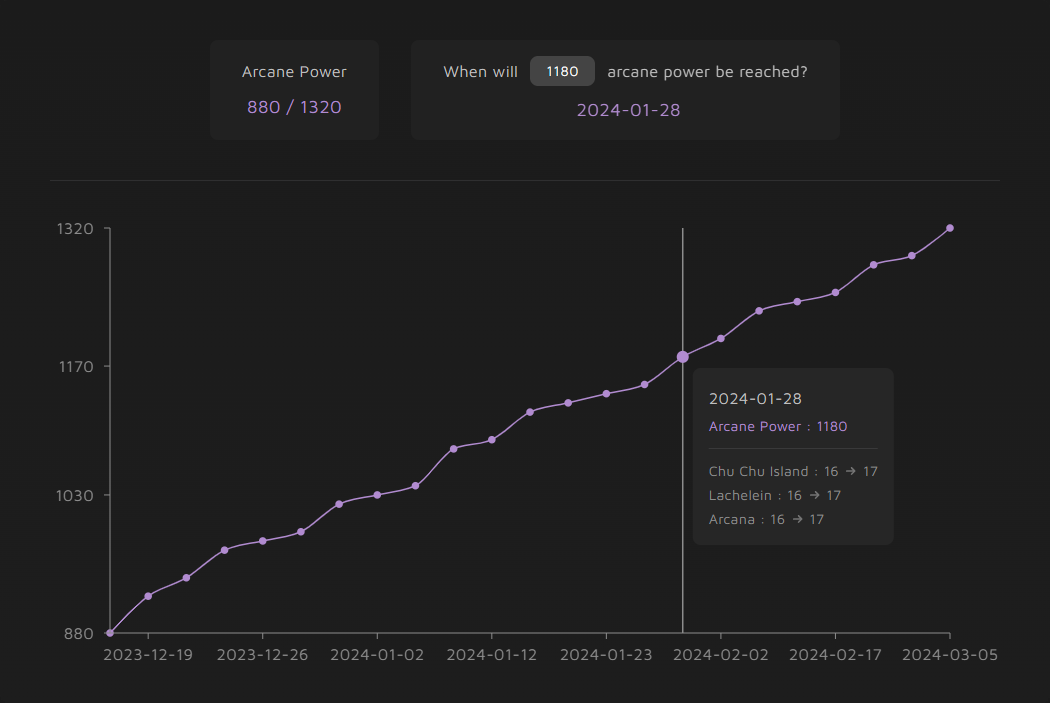 Arcane Power
880 / 1320
When will 1180 arcane power be reached?
2024-01-28
1320
1170
1030
880
2024-01-28
Arcane Power : 1180
Chu Chu Island : 16 → 17
Lachelein : 16 → 17
Arcana : 16 → 17
2023-12-19 2023-12-26 2024-01-02 2024-01-12 2024-01-23 2024-02-02 2024-02-17 2024-03-05